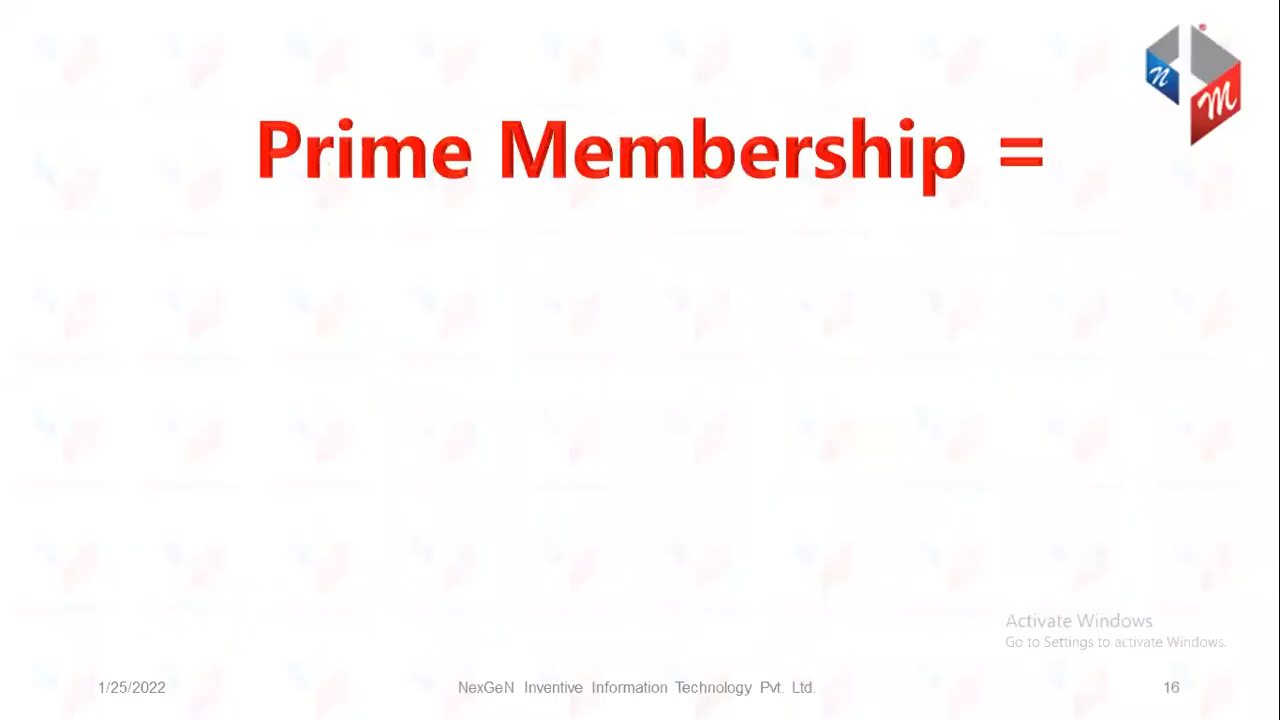 n
M
Prime Membership =
Activate Windows
Go to Settings to activate Windows.
1/25/2022
NexGeN Inventive Information Technology Pvt. Ltd.
16